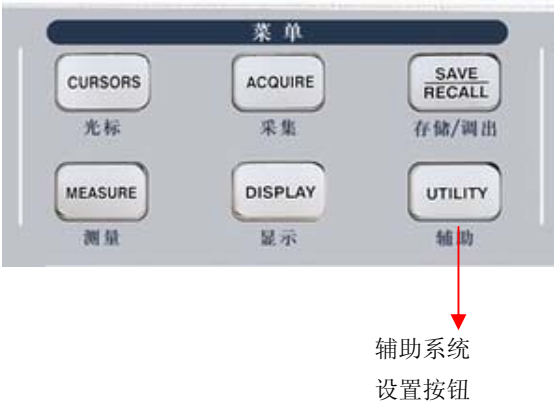 菜单
CURSORS ACQUIRE SAVE
RECALL
光标 采集 存储/调出
MEASURE DISPLAY UTILITY
测量 显示 辅助
辅助系统
设置按钮